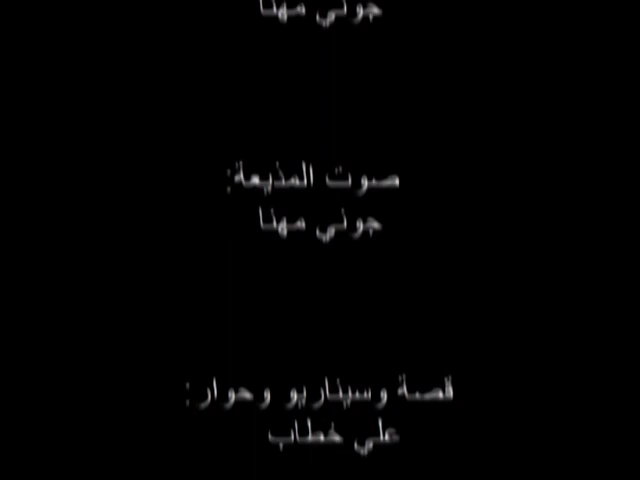 جولي مهنا
صوت المذيعة:
جولي مهنا
قصة وسيناريو وحوار:
علي خطاب